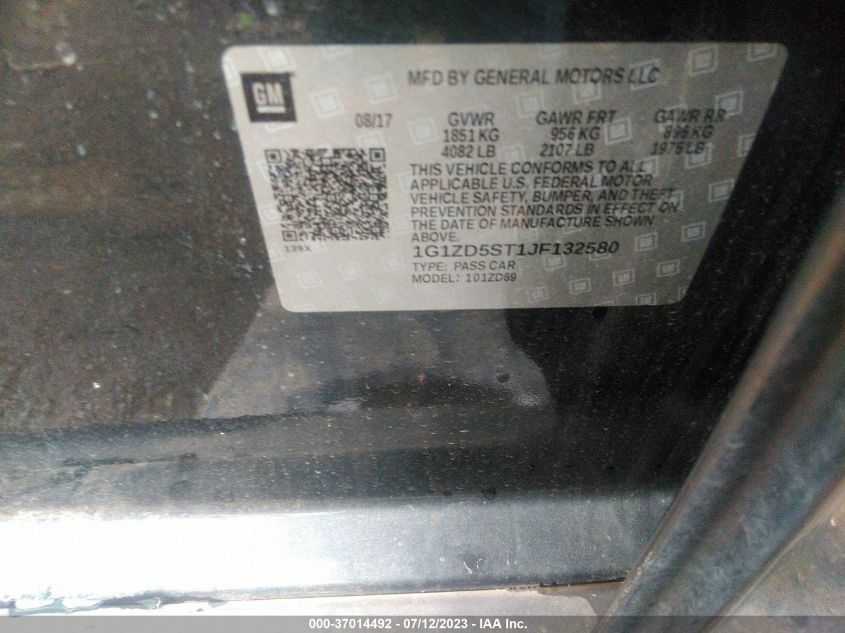 GM
MFD BY GENERAL MOTORS LLC
08/17 GVWR GAWR FRT GAWR RR
1851 KG 956 KG 896 KG
4082 LB 2107 LB 1975 LB
THIS VEHICLE CONFORMS TO ALL
APPLICABLE U.S. FEDERAL MOTOR
VEHICLE SAFETY, BUMPER, AND THEFT
PREVENTION STANDARDS IN EFFECT ON
THE DATE OF MANUFACTURE SHOWN
ABOVE.
139X
1G1ZD5ST1JF132580
TYPE: PASS CAR
MODEL: 101ZD69
000-37014492 - 07/12/2023 - IAA Inc.